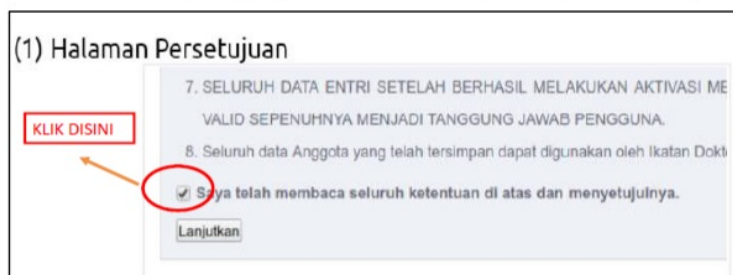 (1) Halaman Persetujuan
7. SELURUH DATA ENTRI SETELAH BERHASIL MELAKUKAN AKTIVASI ME
KLIK DISINI
VALID SEPENUHNYA MENJADI TANGGUNG JAWAB PENGGUNA.
8. Seluruh data Anggota yang telah tersimpan dapat digunakan oleh Ikatan Dokt
Saya telah membaca seluruh ketentuan di atas dan menyetujuinya.
Lanjutkan